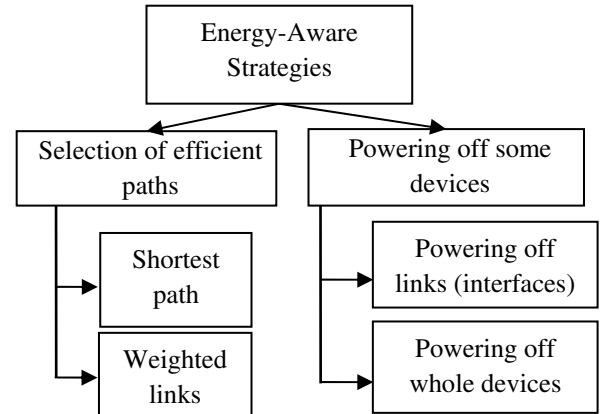 Energy-Aware
Strategies
Selection of efficient
paths
Powering off some
devices
Shortest
path
Powering off
links (interfaces)
Weighted
links
Powering off
whole devices